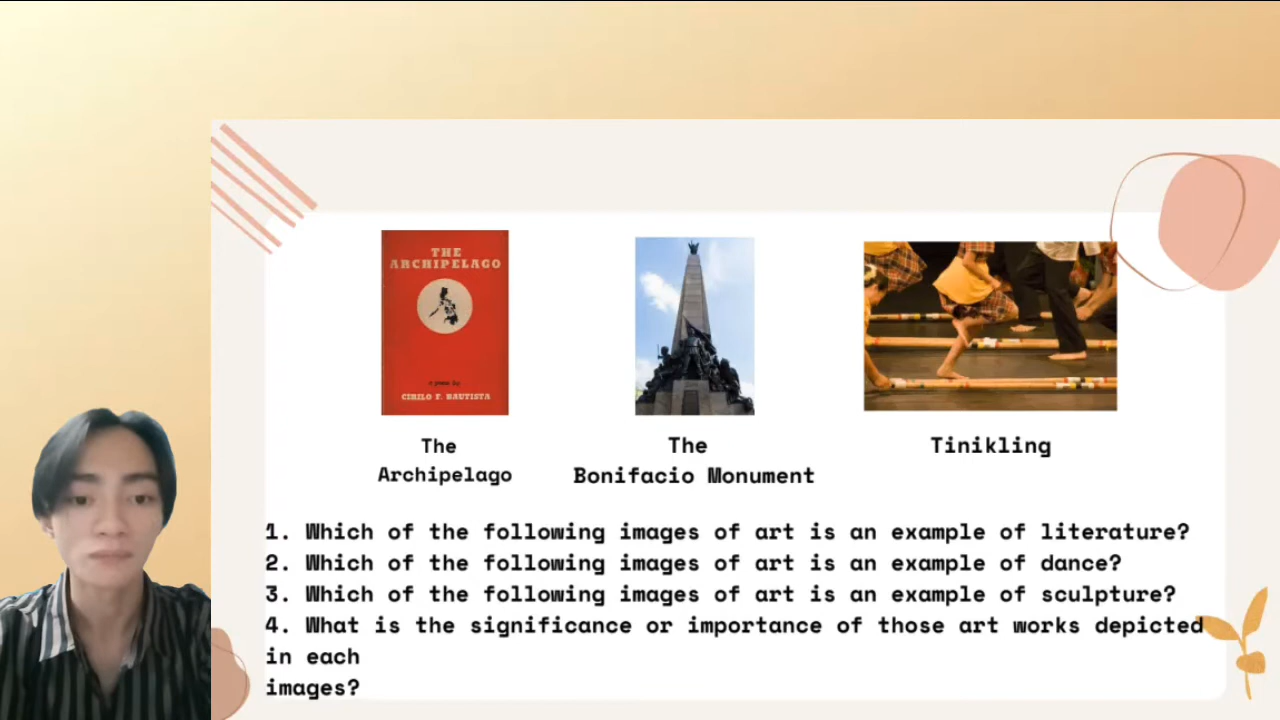 THE
ARCHIPELAGO
a poem by
CIRILO F. BAUTISTA
The
Archipelago
The
Bonifacio Monument
Tinikling
1. Which of the following images of art is an example of literature?
2. Which of the following images of art is an example of dance?
3. Which of the following images of art is an example of sculpture?
4. What is the significance or importance of those art works depicted
in each
images?